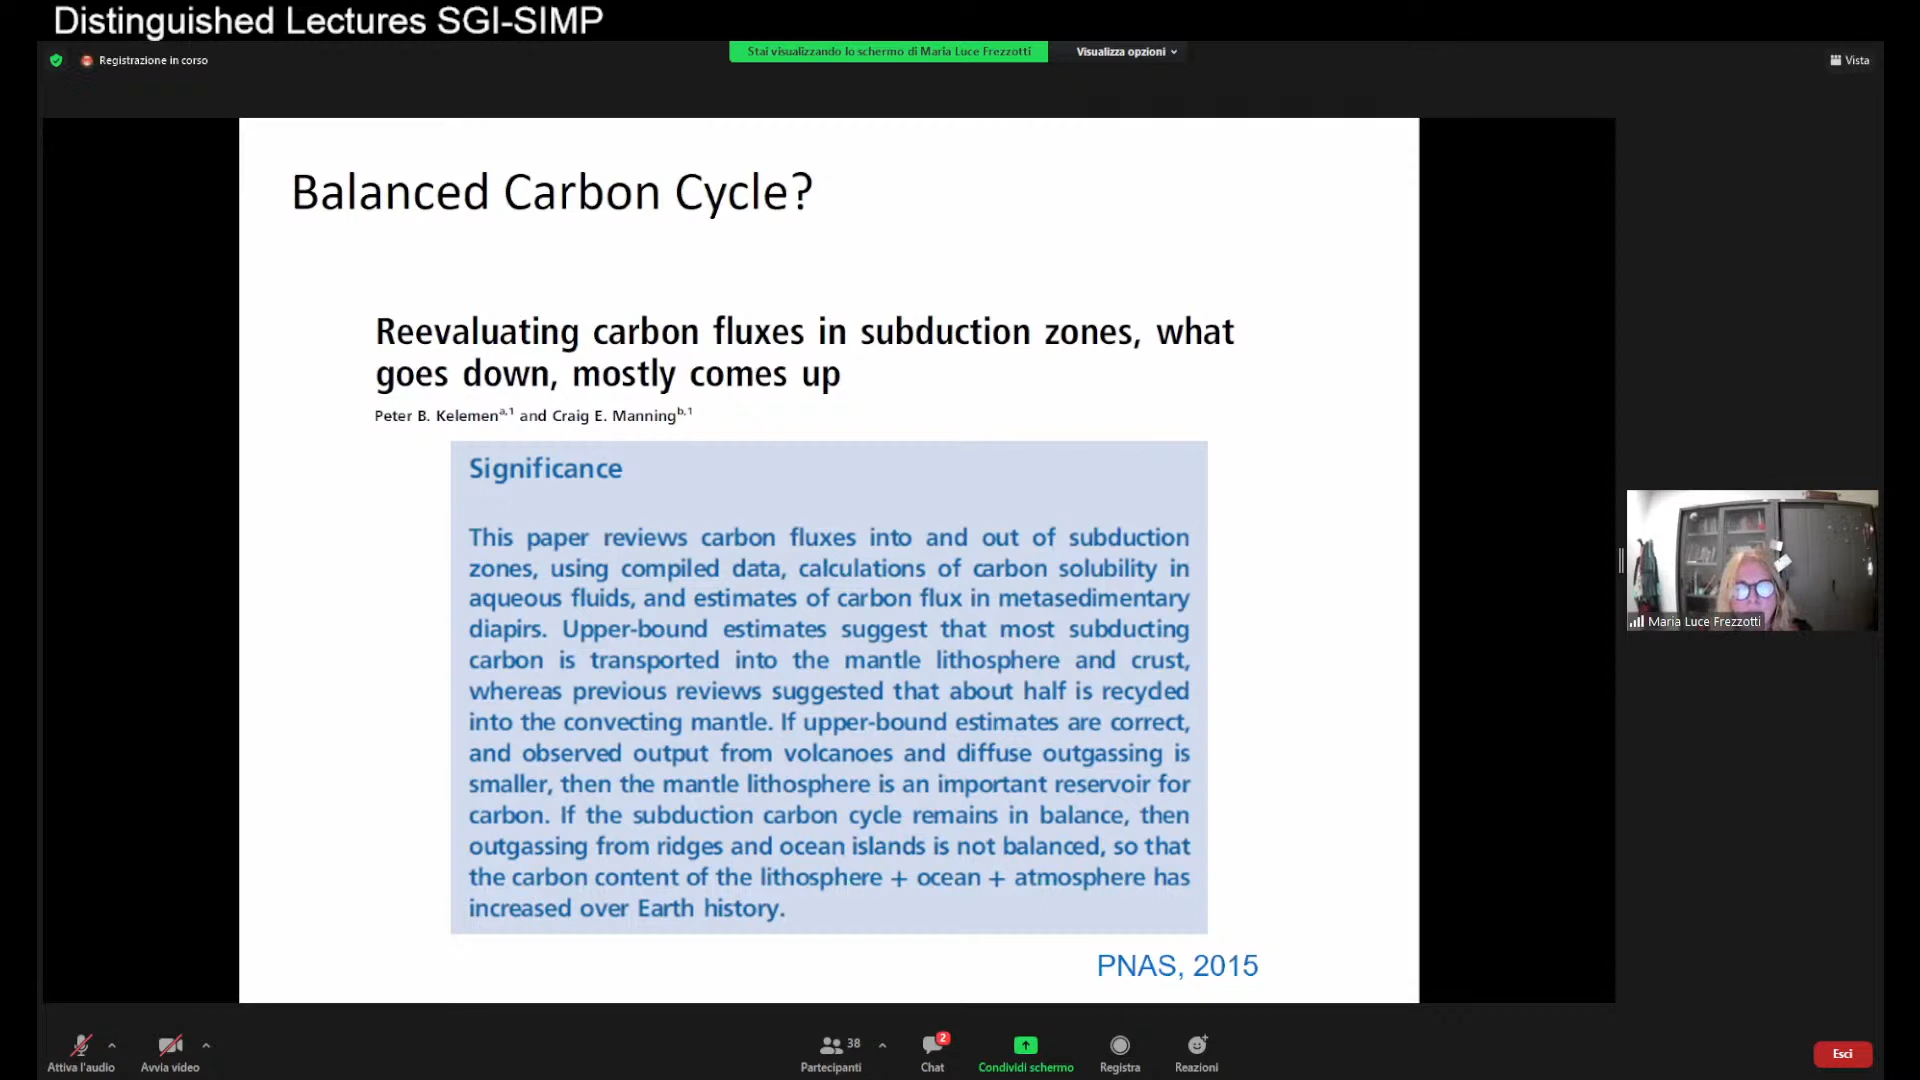 Distinguished Lectures SGI-SIMP
Stai visualizzando lo schermo di Maria Luce Frezzotti
Visualizza opzioni
Registrazione in corso
Vista
Balanced Carbon Cycle?
Reevaluating carbon fluxes in subduction zones, what
goes down, mostly comes up
Peter B. Kelemen^a,1 and Craig E. Manning^b,1
Significance
This paper reviews carbon fluxes into and out of subduction
zones, using compiled data, calculations of carbon solubility in
aqueous fluids, and estimates of carbon flux in metasedimentary
diapirs. Upper-bound estimates suggest that most subducting
carbon is transported into the mantle lithosphere and crust,
whereas previous reviews suggested that about half is recycled
into the convecting mantle. If upper-bound estimates are correct,
and observed output from volcanoes and diffuse outgassing is
smaller, then the mantle lithosphere is an important reservoir for
carbon. If the subduction carbon cycle remains in balance, then
outgassing from ridges and ocean islands is not balanced, so that
the carbon content of the lithosphere + ocean + atmosphere has
increased over Earth history.
PNAS, 2015
Maria Luce Frezzotti
38
2
Attiva l'audio
Avvia video
Partecipanti
Chat
Condividi schermo
Registra
Reazioni
Esci